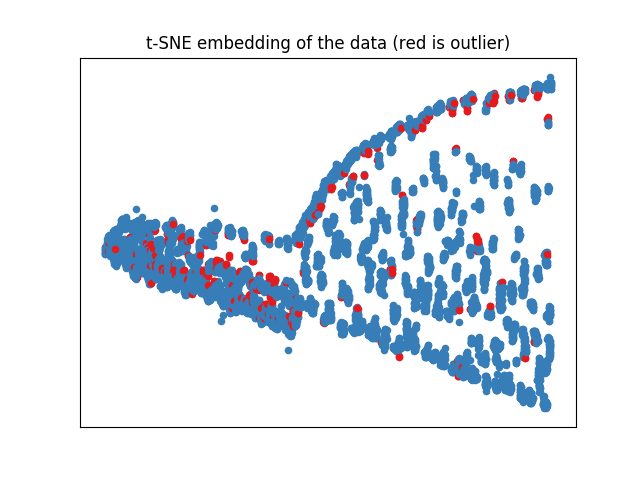 t-SNE embedding of the data (red is outlier)